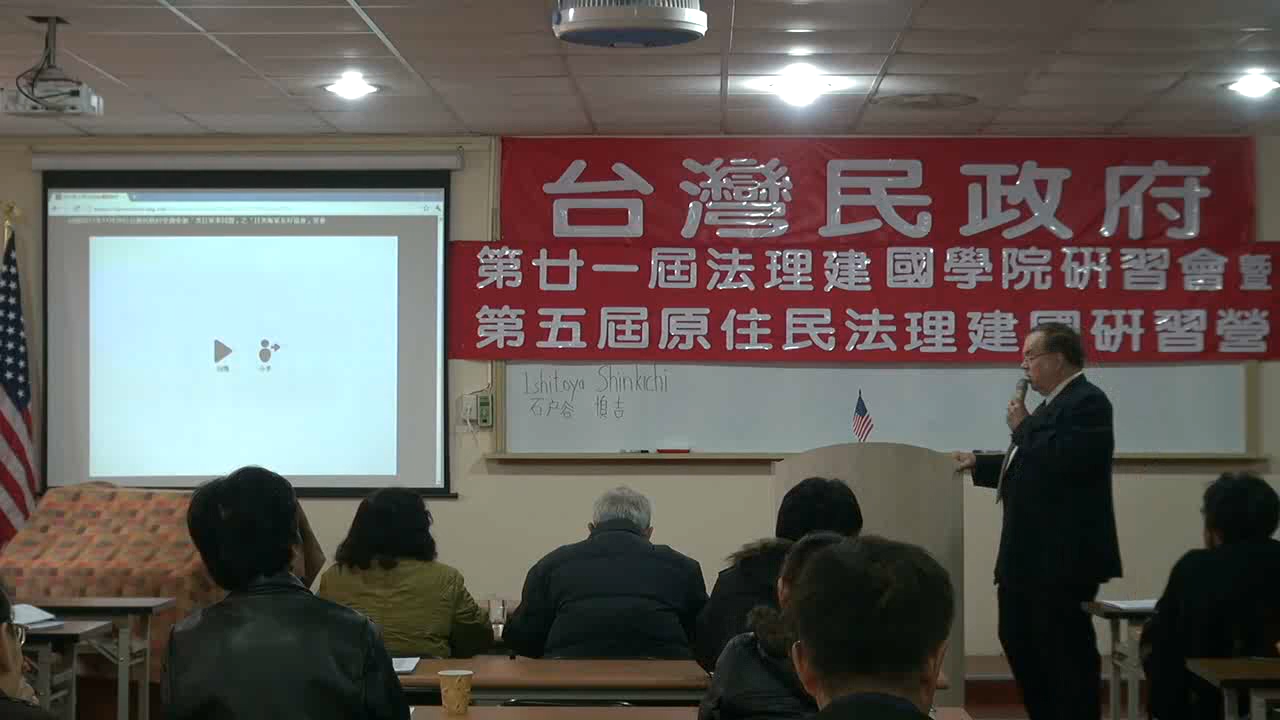 台灣民政府
第廿一屆法理建國學院研習會暨
第五屆原住民法理建國研習營
Ishitoya Shinkichi
石戸谷 慎吉